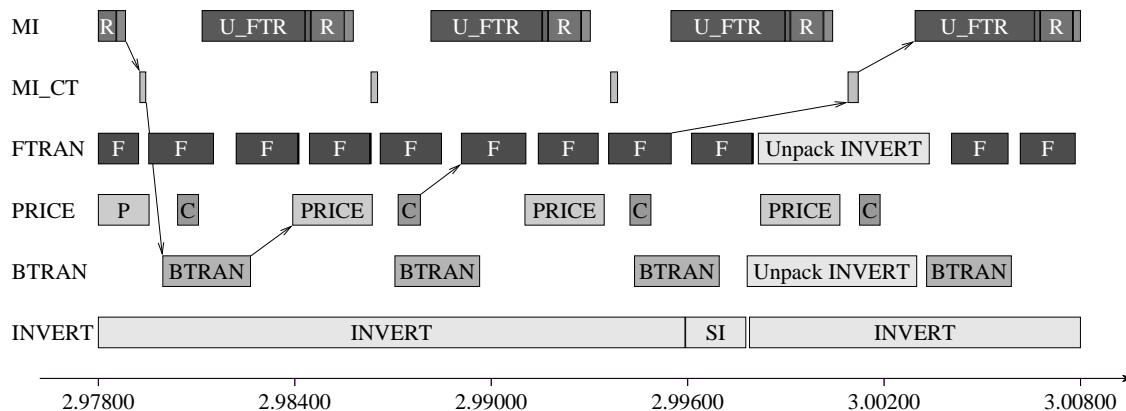 MI R U_FTR R U_FTR R U_FTR R U_FTR R
MI_CT
FTRAN F F F F F F F F F Unpack INVERT F F
PRICE P C PRICE C PRICE C PRICE C
BTRAN BTRAN BTRAN BTRAN Unpack INVERT BTRAN
INVERT INVERT SI INVERT
2.97800 2.98400 2.99000 2.99600 3.00200 3.00800